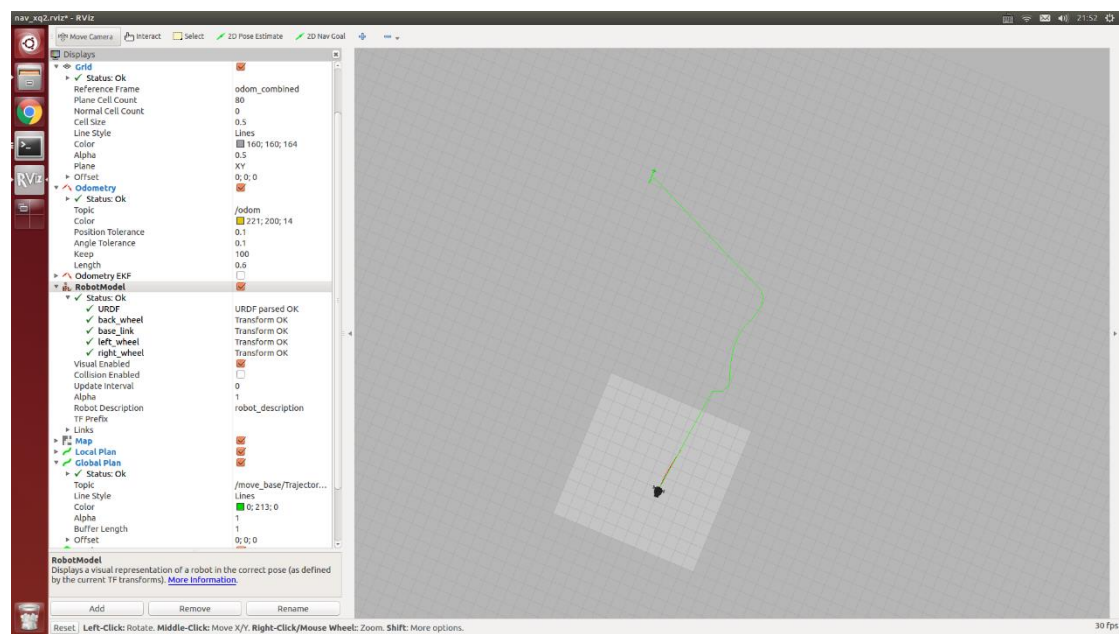 nav_xq2.rviz* - RViz
21:52
Move Camera Interact Select 2D Pose Estimate 2D Nav Goal
Displays
Grid
Status: Ok
Reference Frame odom_combined
Plane Cell Count 80
Normal Cell Count 0
Cell Size 0.5
Line Style Lines
Color 160; 160; 164
Alpha 0.5
Plane XY
Offset 0; 0; 0
Odometry
Status: Ok
Topic /odom
Color 221; 200; 14
Position Tolerance 0.1
Angle Tolerance 0.1
Keep 100
Length 0.6
Odometry EKF
RobotModel
Status: Ok
URDF URDF parsed OK
back_wheel Transform OK
base_link Transform OK
left_wheel Transform OK
right_wheel Transform OK
Visual Enabled
Collision Enabled
Update Interval 0
Alpha 1
Robot Description robot_description
TF Prefix
Links
Map
Local Plan
Global Plan
Status: Ok
Topic /move_base/Trajector...
Line Style Lines
Color 0; 213; 0
Alpha 1
Buffer Length 1
Offset 0; 0; 0
RobotModel
Displays a visual representation of a robot in the correct pose (as defined
by the current TF transforms). More Information.
Add Remove Rename
Reset Left-Click: Rotate. Middle-Click: Move X/Y. Right-Click/Mouse Wheel:: Zoom. Shift: More options. 30 fps
RViz